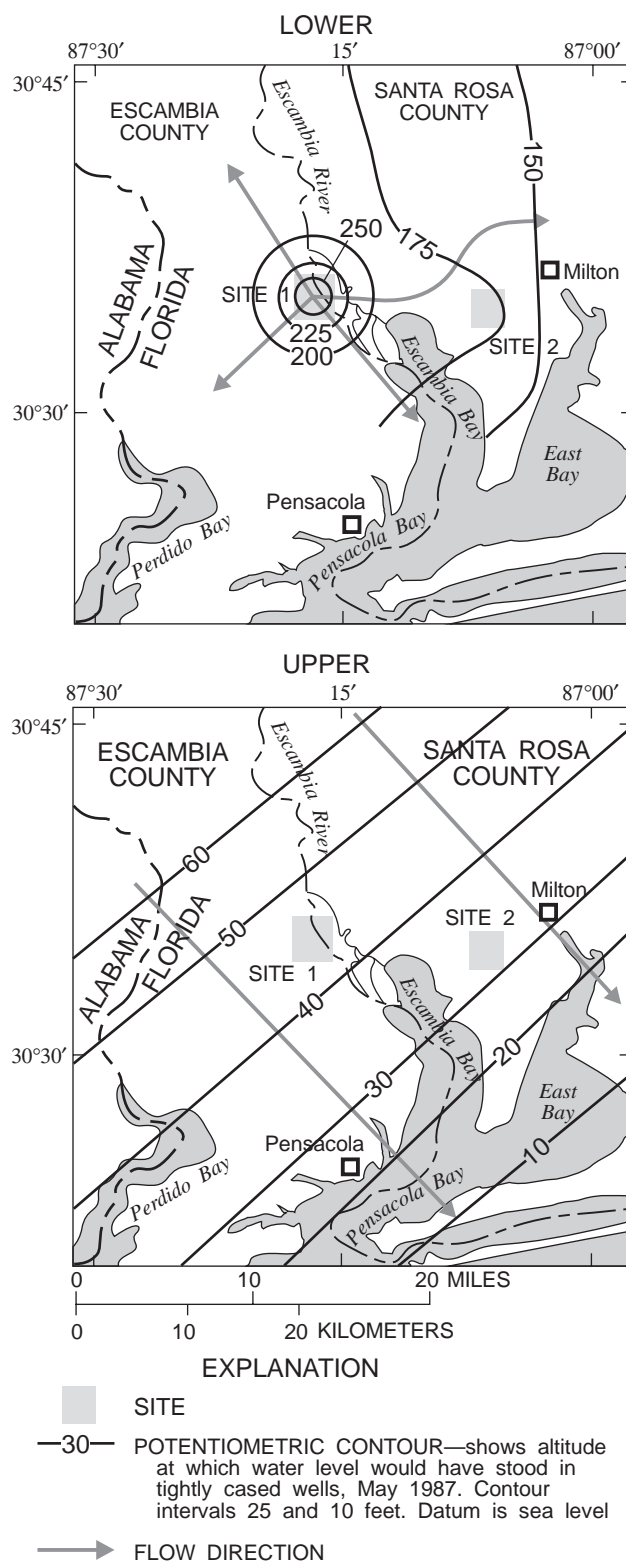 LOWER
87°30′ 15′ 87°00′
30°45′
ESCAMBIA
COUNTY
Escambia
River
SANTA ROSA
COUNTY
150
250
175
ALABAMA
FLORIDA
SITE 1
Milton
225
200
SITE 2
Escambia Bay
30°30′
East
Bay
Pensacola
Perdido Bay
Pensacola Bay
UPPER
87°30′ 15′ 87°00′
30°45′
ESCAMBIA
COUNTY
Escambia
River
SANTA ROSA
COUNTY
60
Milton
50
SITE 2
ALABAMA
FLORIDA
SITE 1
40
Escambia Bay
30°30′
30
20
East
Bay
Pensacola
10
Perdido Bay
Pensacola Bay
0 10 20 MILES
0 10 20 KILOMETERS
EXPLANATION
SITE
30 POTENTIOMETRIC CONTOUR—shows altitude
at which water level would have stood in
tightly cased wells, May 1987. Contour
intervals 25 and 10 feet. Datum is sea level
FLOW DIRECTION